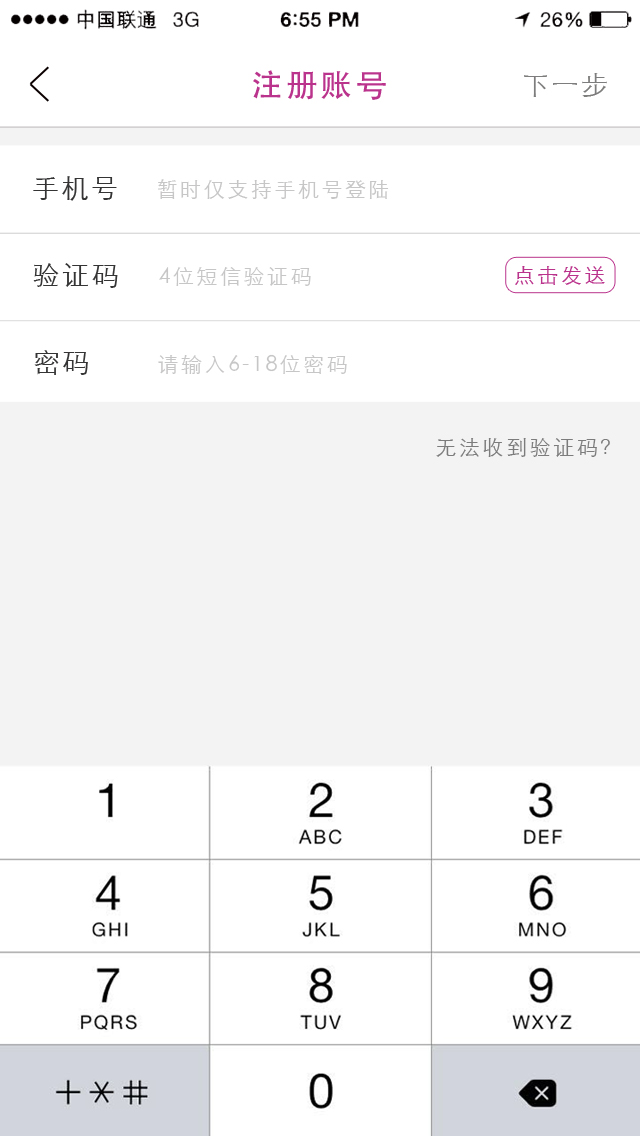 中国联通 3G 6:55 PM 26%
注册账号 下一步
手机号 暂时仅支持手机号登陆
验证码 4位短信验证码 点击发送
密码 请输入6-18位密码
无法收到验证码?
1 2 3
ABC DEF
4 5 6
GHI JKL MNO
7 8 9
PQRS TUV WXYZ
+*# 0